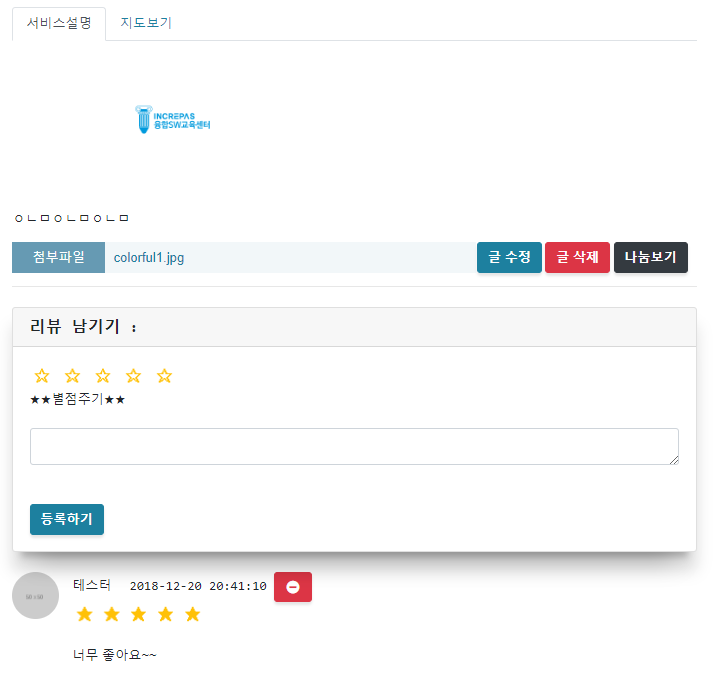 서비스설명 지도보기
INCREPAS
융합SW교육센터
ㅇㄴㅁㅇㄴㅁㅇㄴㅁ
첨부파일 colorful1.jpg 글 수정 글 삭제 나눔보기
리뷰 남기기 :
★★별점주기★★
등록하기
테스터 2018-12-20 20:41:10
너무 좋아요~~